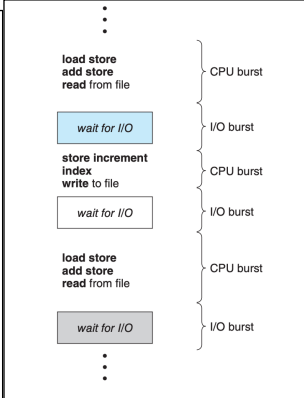 load store
add store
read from file
CPU burst
wait for I/O
I/O burst
store increment
index
write to file
CPU burst
wait for I/O
I/O burst
load store
add store
read from file
CPU burst
wait for I/O
I/O burst